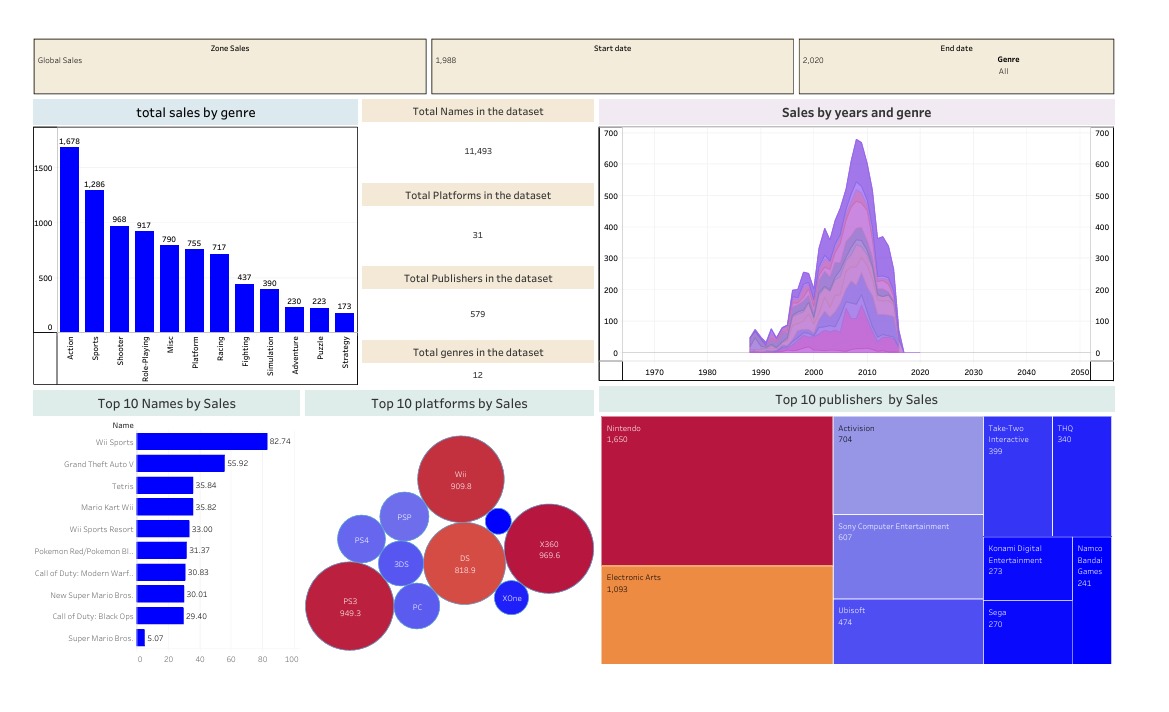 Zone Sales
Global Sales
Start date
1,988
End date
2,020
Genre
All
total sales by genre
1500
1000
500
0
1,678
1,286
968
917
790
755
717
437
390
230
223
173
Action
Sports
Shooter
Role-Playing
Misc
Platform
Racing
Fighting
Simulation
Adventure
Puzzle
Strategy
Total Names in the dataset
11,493
Total Platforms in the dataset
31
Total Publishers in the dataset
579
Total genres in the dataset
12
Sales by years and genre
700
600
500
400
300
200
100
0
700
600
500
400
300
200
100
0
1970
1980
1990
2000
2010
2020
2030
2040
2050
Top 10 Names by Sales
Name
Wii Sports
82.74
Grand Theft Auto V
55.92
Tetris
35.84
Mario Kart Wii
35.82
Wii Sports Resort
33.00
Pokemon Red/Pokemon Bl..
31.37
Call of Duty: Modern Warf..
30.83
New Super Mario Bros.
30.01
Call of Duty: Black Ops
29.40
Super Mario Bros.
5.07
0
20
40
60
80
100
Top 10 platforms by Sales
Wii
909.8
PSP
PS4
X360
969.6
DS
818.9
3DS
PS3
949.3
PC
XOne
Top 10 publishers by Sales
Nintendo
1,650
Electronic Arts
1,093
Activision
704
Sony Computer Entertainment
607
Ubisoft
474
Take-Two
Interactive
399
THQ
340
Konami Digital
Entertainment
273
Sega
270
Namco
Bandai
Games
241